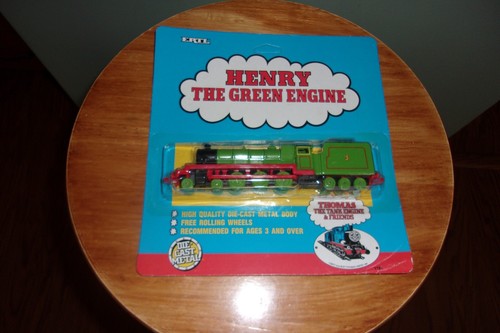 ERTL
HENRY
THE GREEN ENGINE
HIGH QUALITY DIE-CAST METAL BODY
FREE ROLLING WHEELS
RECOMMENDED FOR AGES 3 AND OVER
DIE
CAST
METAL
THOMAS
THE TANK ENGINE
& FRIENDS
3